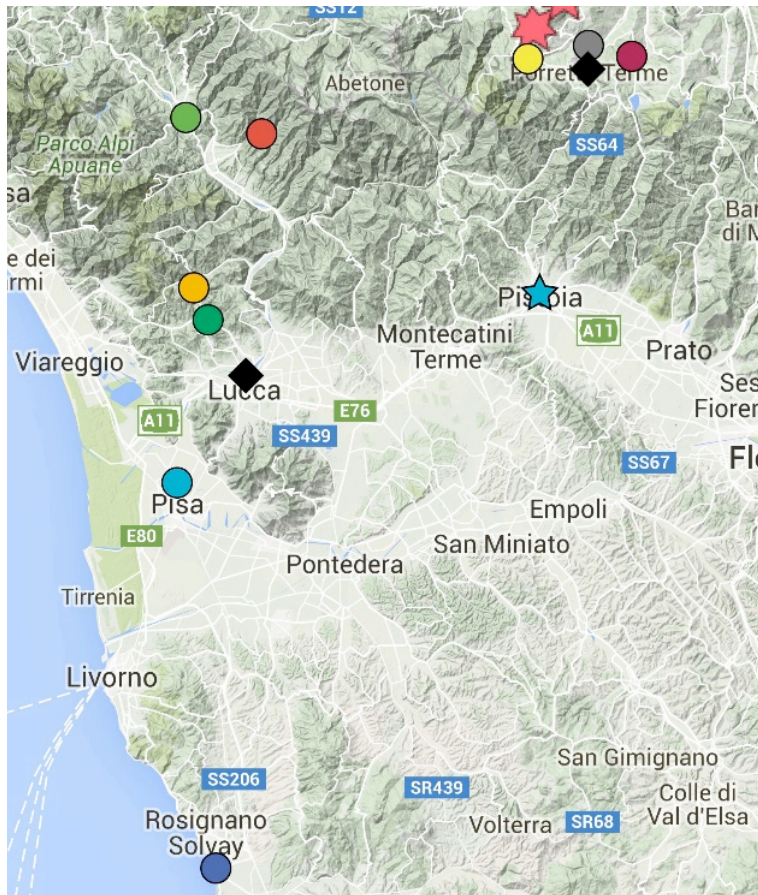 SS12
Abetone
Porretta Terme
SS64
Parco Alpi
Apuane
sa
Bar
di M
e dei
rmi
Pistoia
A11
Montecatini
Terme
Prato
Viareggio
Lucca
Ses
Fioren
E76
A11
SS439
SS67
Flo
Pisa
E80
Empoli
San Miniato
Pontedera
Tirrenia
Livorno
San Gimignano
SS206
SR439
Colle di
Val d'Elsa
Rosignano
Solvay
Volterra
SR68